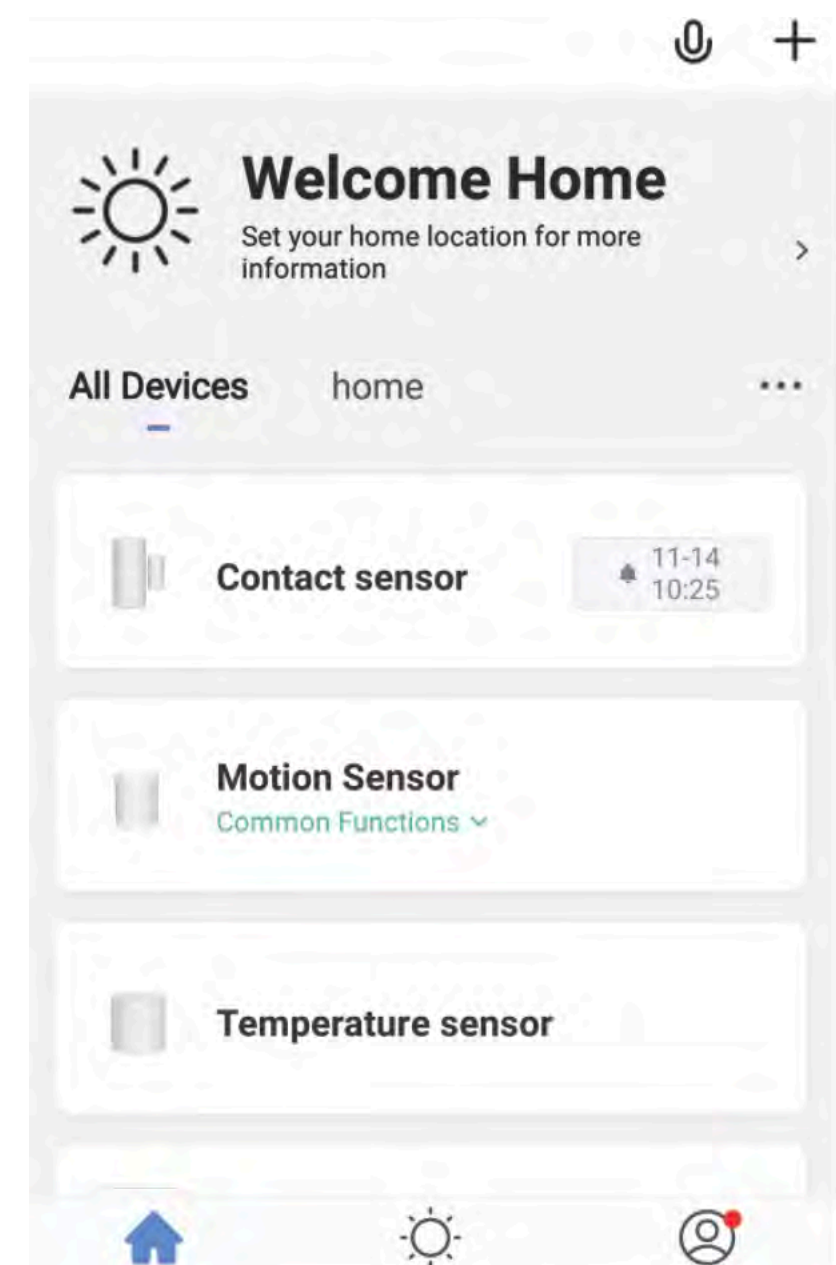 Welcome Home
Set your home location for more
information
All Devices
home
Contact sensor
11-14
10:25
Motion Sensor
Common Functions
Temperature sensor